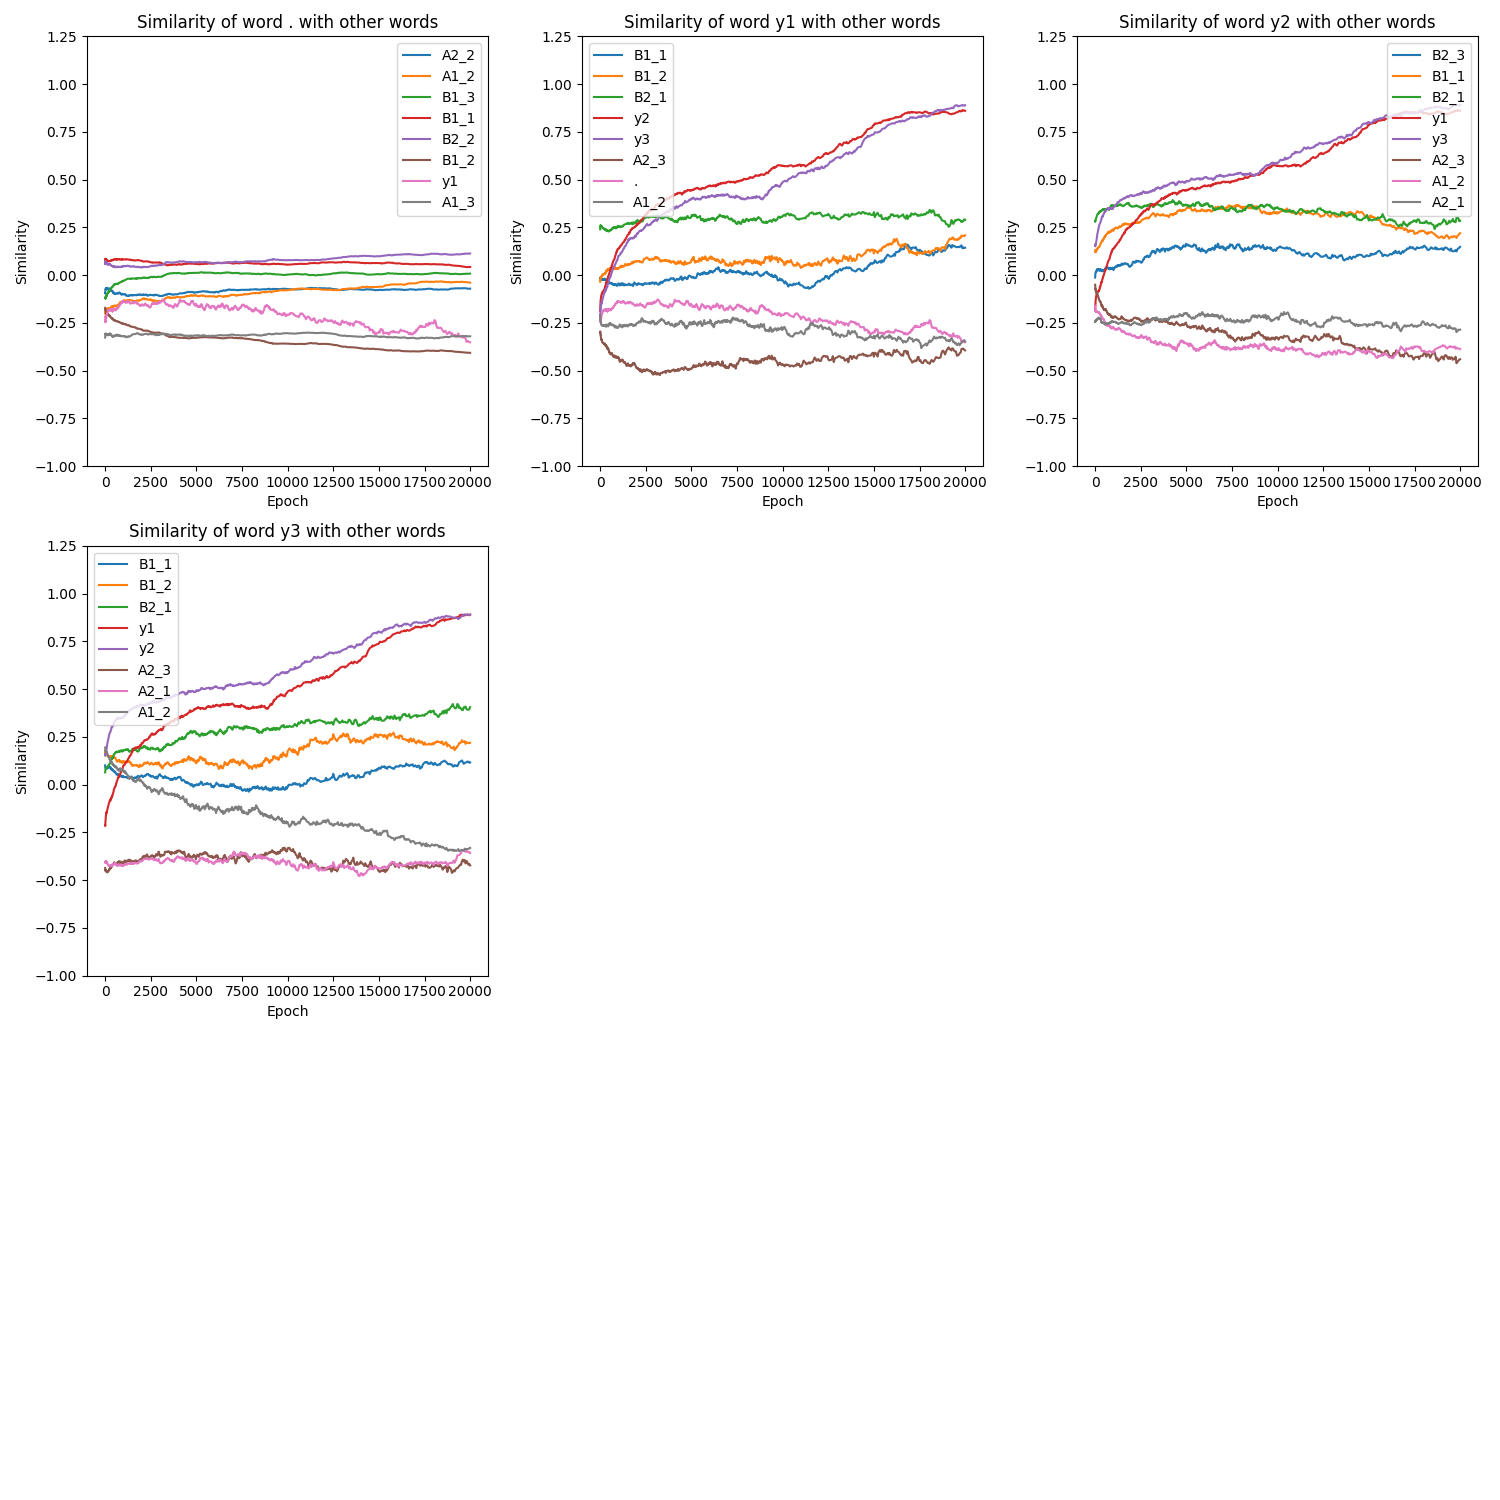 Similarity of word . with other words
1.25
1.00
0.75
0.50
0.25
0.00
−0.25
−0.50
−0.75
−1.00
Similarity
A2_2
A1_2
B1_3
B1_1
B2_2
B1_2
y1
A1_3
0 2500 5000 7500 10000 12500 15000 17500 20000
Epoch
Similarity of word y1 with other words
1.25
1.00
0.75
0.50
0.25
0.00
−0.25
−0.50
−0.75
−1.00
Similarity
B1_1
B1_2
B2_1
y2
y3
A2_3
.
A1_2
0 2500 5000 7500 10000 12500 15000 17500 20000
Epoch
Similarity of word y2 with other words
1.25
1.00
0.75
0.50
0.25
0.00
−0.25
−0.50
−0.75
−1.00
Similarity
B2_3
B1_1
B2_1
y1
y3
A2_3
A1_2
A2_1
0 2500 5000 7500 10000 12500 15000 17500 20000
Epoch
Similarity of word y3 with other words
1.25
1.00
0.75
0.50
0.25
0.00
−0.25
−0.50
−0.75
−1.00
Similarity
B1_1
B1_2
B2_1
y1
y2
A2_3
A2_1
A1_2
0 2500 5000 7500 10000 12500 15000 17500 20000
Epoch